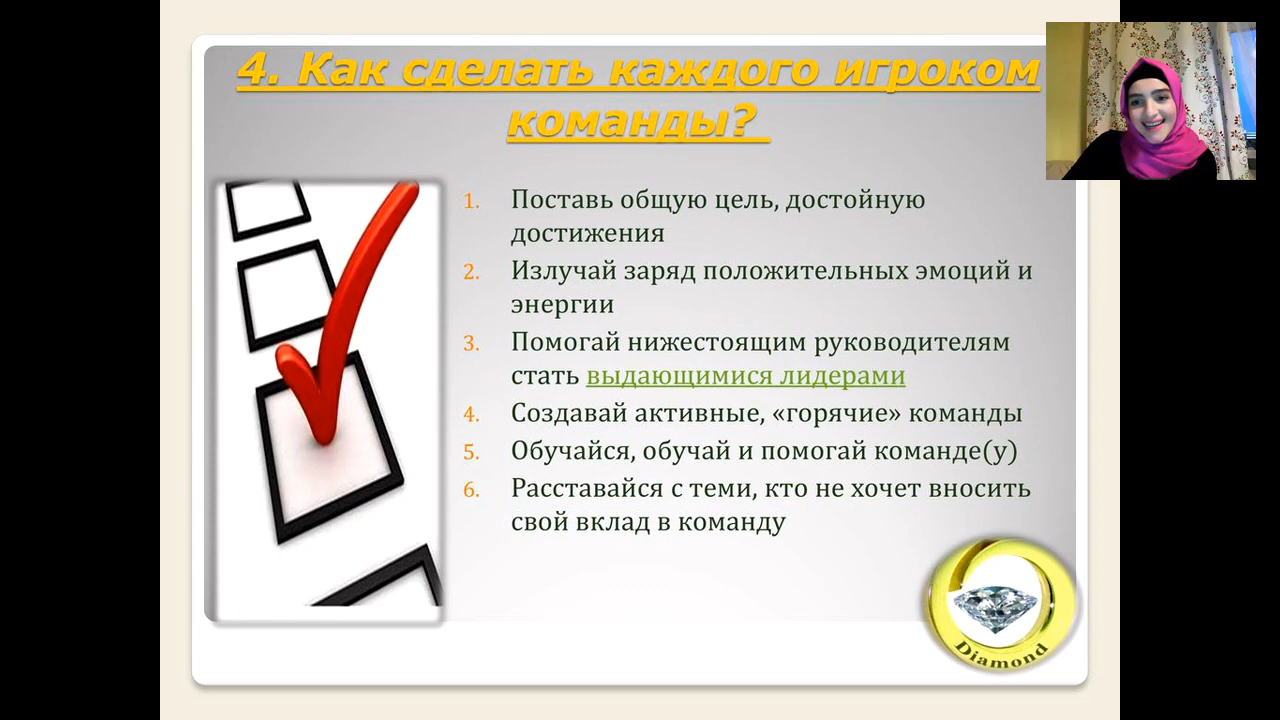 4. Как сделать каждого игроком
команды?
1. Поставь общую цель, достойную
достижения
2. Излучай заряд положительных эмоций и
энергии
3. Помогай нижестоящим руководителям
стать выдающимися лидерами
4. Создавай активные, «горячие» команды
5. Обучайся, обучай и помогай команде(у)
6. Расставайся с теми, кто не хочет вносить
свой вклад в команду
Diamond